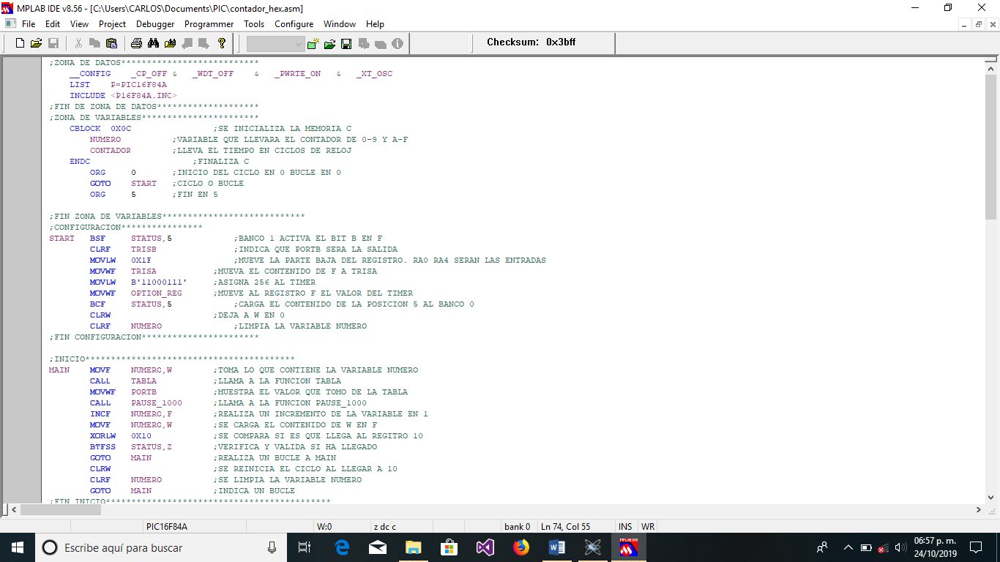 MPLAB IDE v8.56 - [C:\Users\CARLOS\Documents\PIC\contador_hex.asm]
File Edit View Project Debugger Programmer Tools Configure Window Help
Checksum: 0x3bff
;ZONA DE DATOS***************************
__CONFIG _CP_OFF & _WDT_OFF & _PWRTE_ON & _XT_OSC
LIST P=PIC16F84A
INCLUDE <P16F84A.INC>
;FIN DE ZONA DE DATOS********************
;ZONA DE VARIABLES***********************
CBLOCK 0X0C ;SE INICIALIZA LA MEMORIA C
NUMERO ;VARIABLE QUE LLEVARA EL CONTADOR DE 0-9 Y A-F
CONTADOR ;LLEVA EL TIEMPO EN CICLOS DE RELOJ
ENDC ;FINALIZA C
ORG 0 ;INICIO DEL CICLO EN 0 BUCLE EN 0
GOTO START ;CICLO O BUCLE
ORG 5 ;FIN EN 5
;FIN ZONA DE VARIABLES****************************
;CONFIGURACION****************
START BSF STATUS,5 ;BANCO 1 ACTIVA EL BIT B EN F
CLRF TRISB ;INDICA QUE PORTB SERA LA SALIDA
MOVLW 0X1F ;MUEVE LA PARTE BAJA DEL REGISTRO. RA0 RA4 SERAN LAS ENTRADAS
MOVWF TRISA ;MUEVA EL CONTENIDO DE F A TRISA
MOVLW B'11000111' ;ASIGNA 256 AL TIMER
MOVWF OPTION_REG ;MUEVE AL REGISTRO F EL VALOR DEL TIMER
BCF STATUS,5 ;CARGA EL CONTENIDO DE LA POSICION 5 AL BANCO 0
CLRW ;DEJA A W EN 0
CLRF NUMERO ;LIMPIA LA VARIABLE NUMERO
;FIN CONFIGURACION***********************
;INICIO*****************************************
MAIN MOVF NUMERO,W ;TOMA LO QUE CONTIENE LA VARIABLE NUMERO
CALL TABLA ;LLAMA A LA FUNCION TABLA
MOVWF PORTB ;MUESTRA EL VALOR QUE TOMO DE LA TABLA
CALL PAUSE_1000 ;LLAMA A LA FUNCION PAUSE_1000
INCF NUMERO,F ;REALIZA UN INCREMENTO DE LA VARIABLE EN 1
MOVF NUMERO,W ;SE CARGA EL CONTENIDO DE W EN F
XORLW 0X10 ;SE COMPARA SI ES QUE LLEGA AL REGITRO 10
BTFSS STATUS,Z ;VERIFICA Y VALIDA SI HA LLEGADO
GOTO MAIN ;REALIZA UN BUCLE A MAIN
CLRW ;SE REINICIA EL CICLO AL LLEGAR A 10
CLRF NUMERO ;SE LIMPIA LA VARIABLE NUMERO
GOTO MAIN ;INDICA UN BUCLE
;FIN INICIO********************************************
PIC16F84A W:0 z dc c bank 0 Ln 74, Col 55 INS WR
Escribe aquí para buscar
06:57 p. m.
24/10/2019